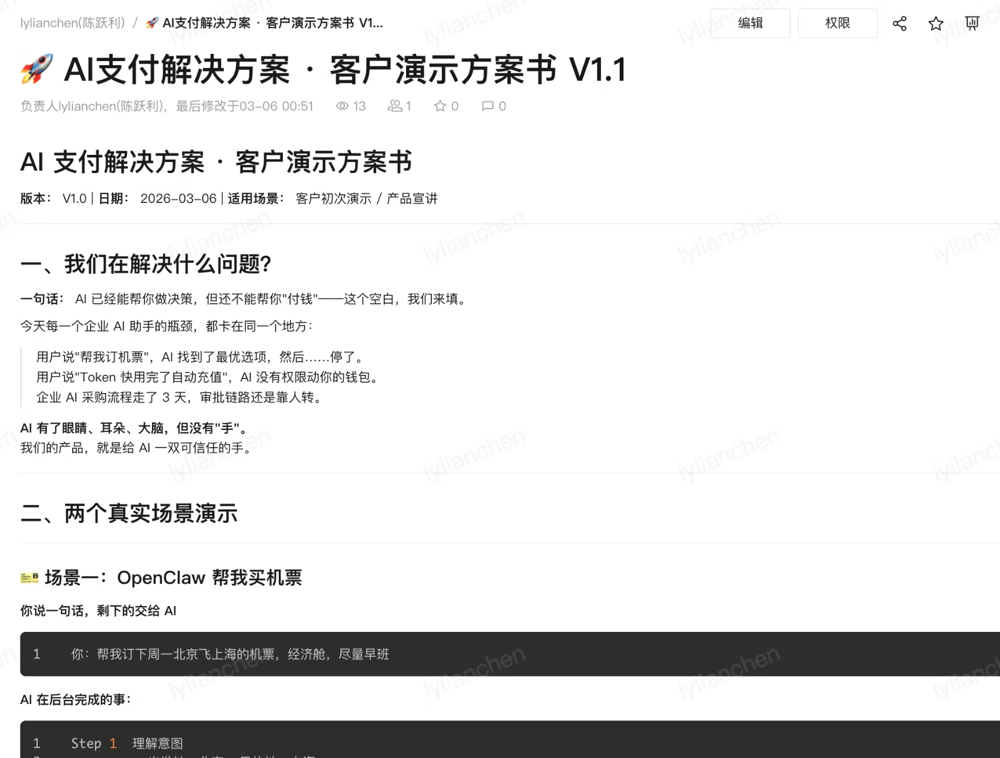 lylianchen(陈跃利) / 🚀 AI支付解决方案 · 客户演示方案书 V1...
编辑
权限
🚀 AI支付解决方案 · 客户演示方案书 V1.1
负责人lylianchen(陈跃利)，最后修改于03-06 00:51 13 1 0 0
AI 支付解决方案 · 客户演示方案书
版本： V1.0 | 日期： 2026-03-06 | 适用场景： 客户初次演示 / 产品宣讲
一、我们在解决什么问题?
一句话： AI 已经能帮你做决策，但还不能帮你"付钱"——这个空白，我们来填。
今天每一个企业 AI 助手的瓶颈，都卡在同一个地方：
用户说"帮我订机票"，AI 找到了最优选项，然后……停了。
用户说"Token 快用完了自动充值"，AI 没有权限动你的钱包。
企业 AI 采购流程走了 3 天，审批链路还是靠人转。
AI 有了眼睛、耳朵、大脑，但没有"手"。
我们的产品，就是给 AI 一双可信任的手。
二、两个真实场景演示
场景一：OpenClaw 帮我买机票
你说一句话，剩下的交给 AI
1 你：帮我订下周一北京飞上海的机票，经济舱，尽量早班
AI 在后台完成的事：
1 Step 1 理解意图